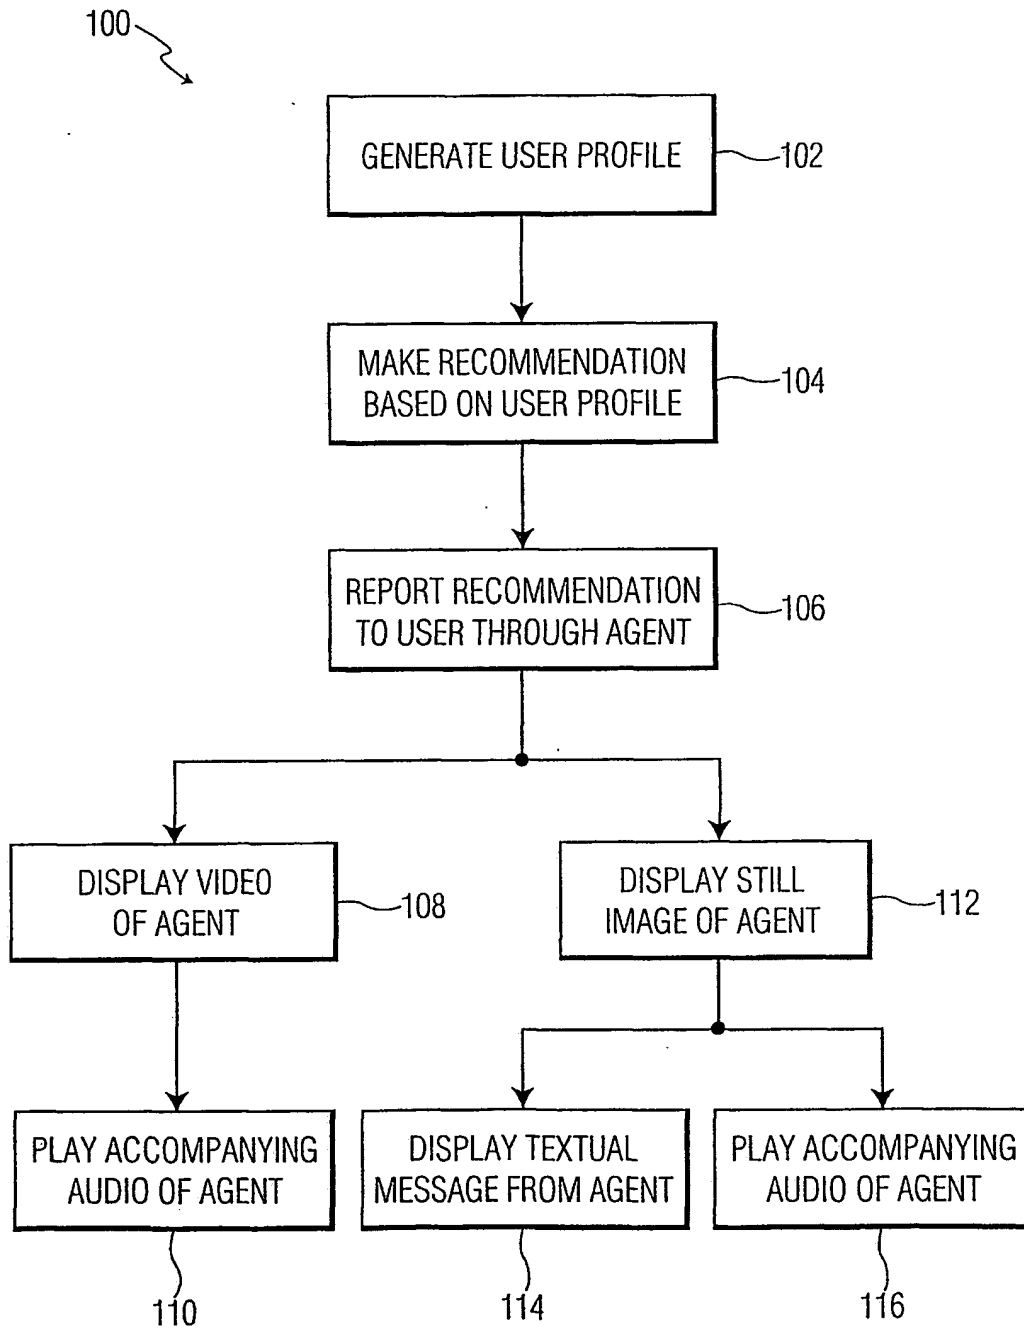 100
GENERATE USER PROFILE
102
MAKE RECOMMENDATION
BASED ON USER PROFILE
104
REPORT RECOMMENDATION
TO USER THROUGH AGENT
106
DISPLAY VIDEO
OF AGENT
108
DISPLAY STILL
IMAGE OF AGENT
112
PLAY ACCOMPANYING
AUDIO OF AGENT
110
DISPLAY TEXTUAL
MESSAGE FROM AGENT
114
PLAY ACCOMPANYING
AUDIO OF AGENT
116